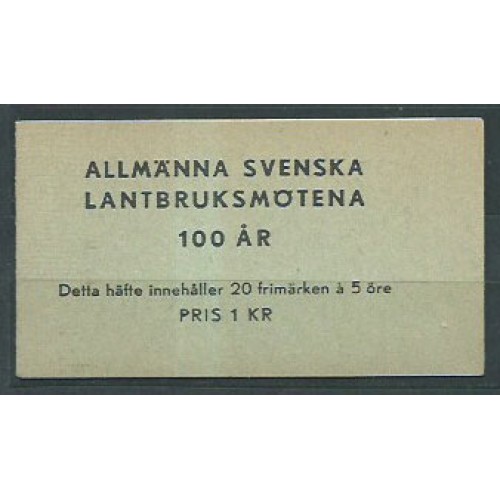 ALLMÄNNA SVENSKA
LANTBRUKSMÖTENA
100 ÅR
Detta häfte innehåller 20 frimärken à 5 öre
PRIS 1 KR